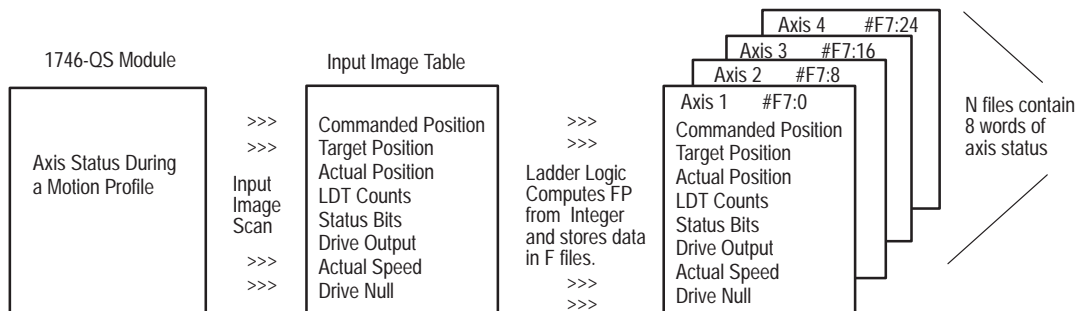 1746-QS Module
Axis Status During
a Motion Profile
>>>
>>>
Input
Image
Scan
>>>
>>>
Input Image Table
Commanded Position
Target Position
Actual Position
LDT Counts
Status Bits
Drive Output
Actual Speed
Drive Null
>>>
>>>
Ladder Logic
Computes FP
from Integer
and stores data
in F files.
>>>
>>>
Axis 4 #F7:24
Axis 3 #F7:16
Axis 2 #F7:8
Axis 1 #F7:0
Commanded Position
Target Position
Actual Position
LDT Counts
Status Bits
Drive Output
Actual Speed
Drive Null
N files contain
8 words of
axis status